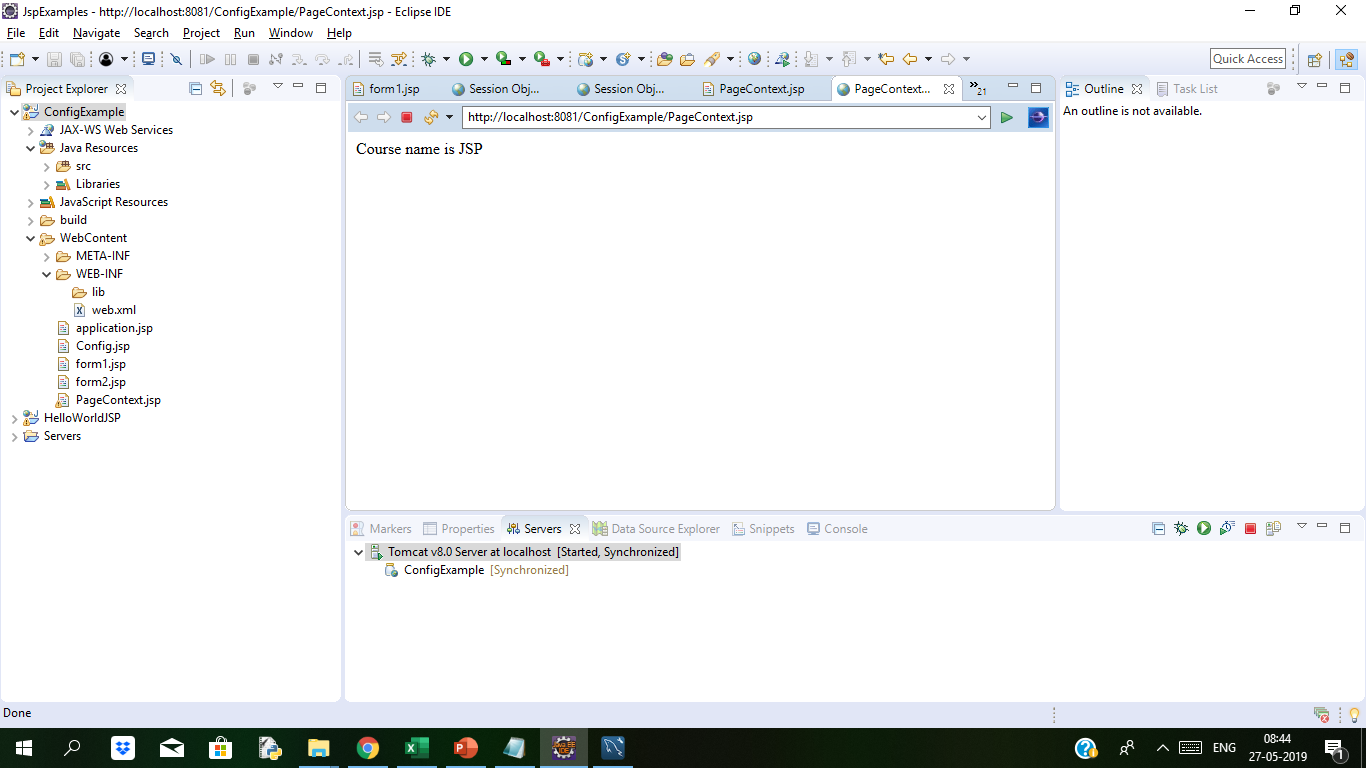 JspExamples - http://localhost:8081/ConfigExample/PageContext.jsp - Eclipse IDE
File Edit Navigate Search Project Run Window Help
Quick Access
Project Explorer
ConfigExample
JAX-WS Web Services
Java Resources
src
Libraries
JavaScript Resources
build
WebContent
META-INF
WEB-INF
lib
web.xml
application.jsp
Config.jsp
form1.jsp
form2.jsp
PageContext.jsp
HelloWorldJSP
Servers
form1.jsp Session Obj... Session Obj... PageContext.jsp PageContext... »21
http://localhost:8081/ConfigExample/PageContext.jsp
Course name is JSP
Outline Task List
An outline is not available.
Markers Properties Servers Data Source Explorer Snippets Console
Tomcat v8.0 Server at localhost [Started, Synchronized]
ConfigExample [Synchronized]
Done
ENG
08:44
27-05-2019
1